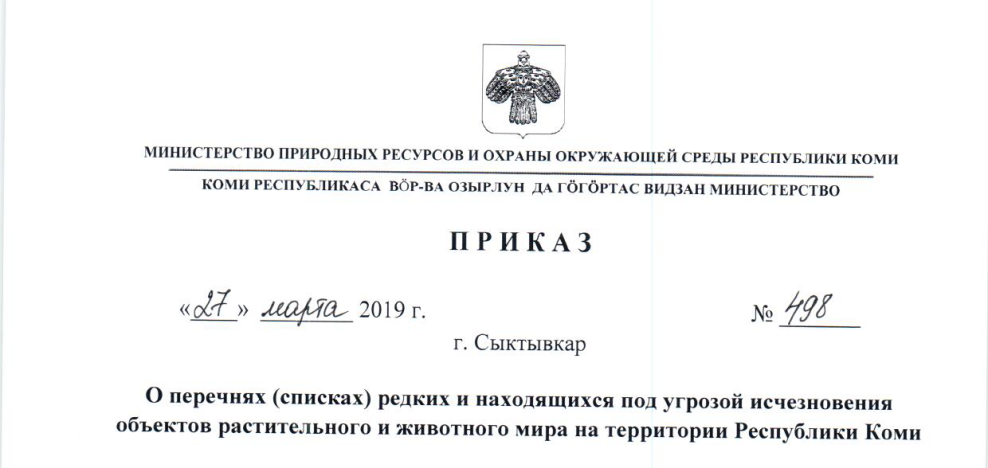 МИНИСТЕРСТВО ПРИРОДНЫХ РЕСУРСОВ И ОХРАНЫ ОКРУЖАЮЩЕЙ СРЕДЫ РЕСПУБЛИКИ КОМИ
КОМИ РЕСПУБЛИКАСА ВӦР-ВА ОЗЫРЛУН ДА ГӦГӦРТАС ВИДЗАН МИНИСТЕРСТВО
П Р И К А З
«27» марта 2019 г. № 498
г. Сыктывкар
О перечнях (списках) редких и находящихся под угрозой исчезновения
объектов растительного и животного мира на территории Республики Коми